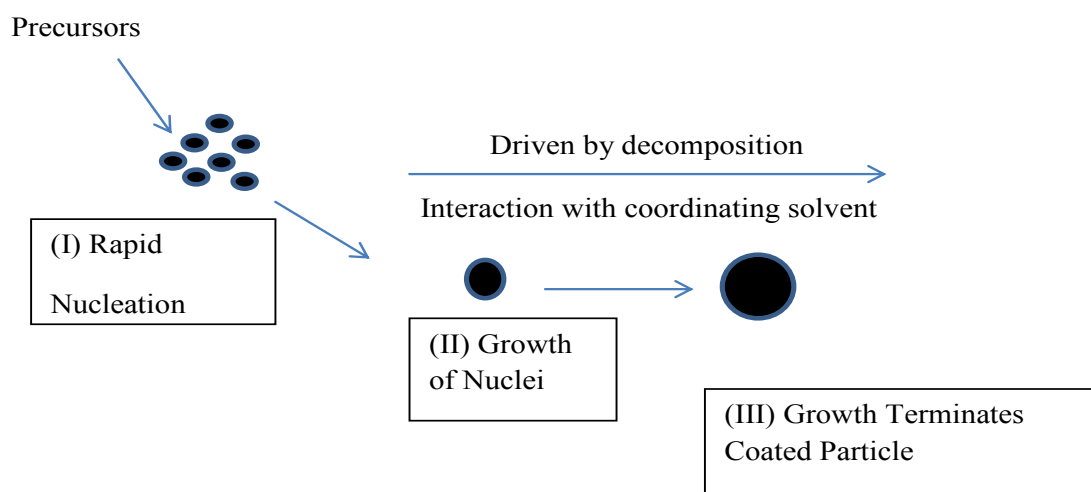 Precursors
Driven by decomposition
Interaction with coordinating solvent
(I) Rapid
Nucleation
(II) Growth
of Nuclei
(III) Growth Terminates
Coated Particle